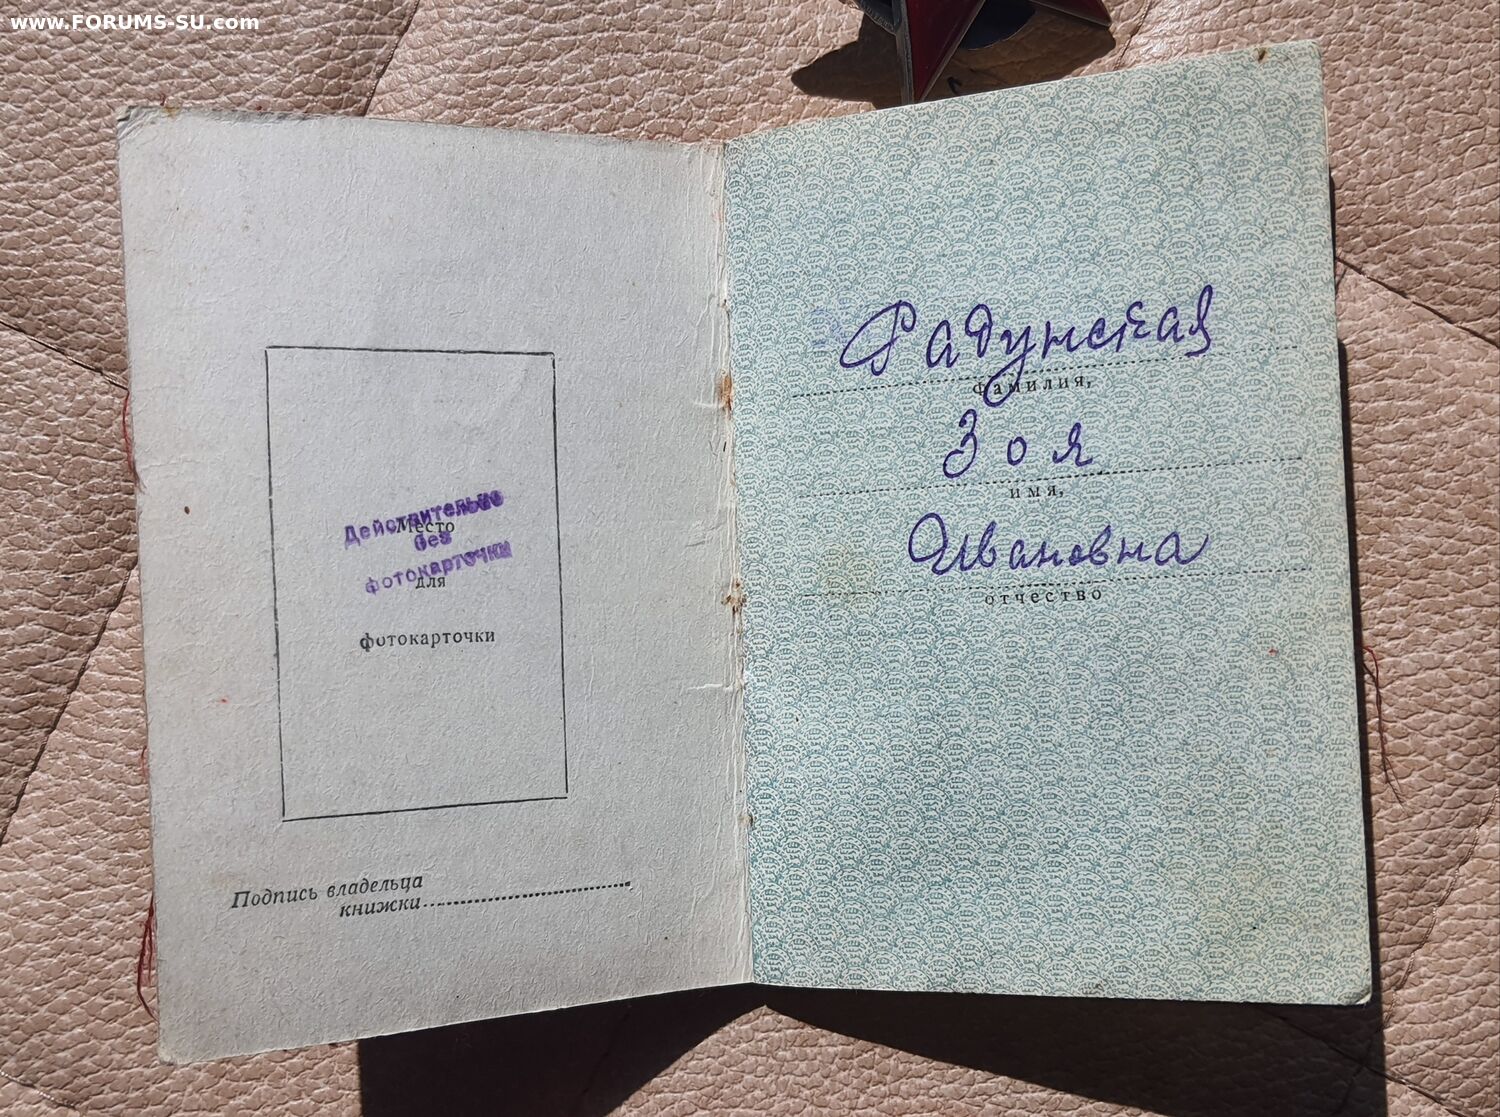 www.FORUMS-SU.com
Действительно
без
фотокарточки
Место
для
фотокарточки
Подпись владельца
книжки
Радунская
фамилия,
Зоя
имя,
Ивановна
отчество